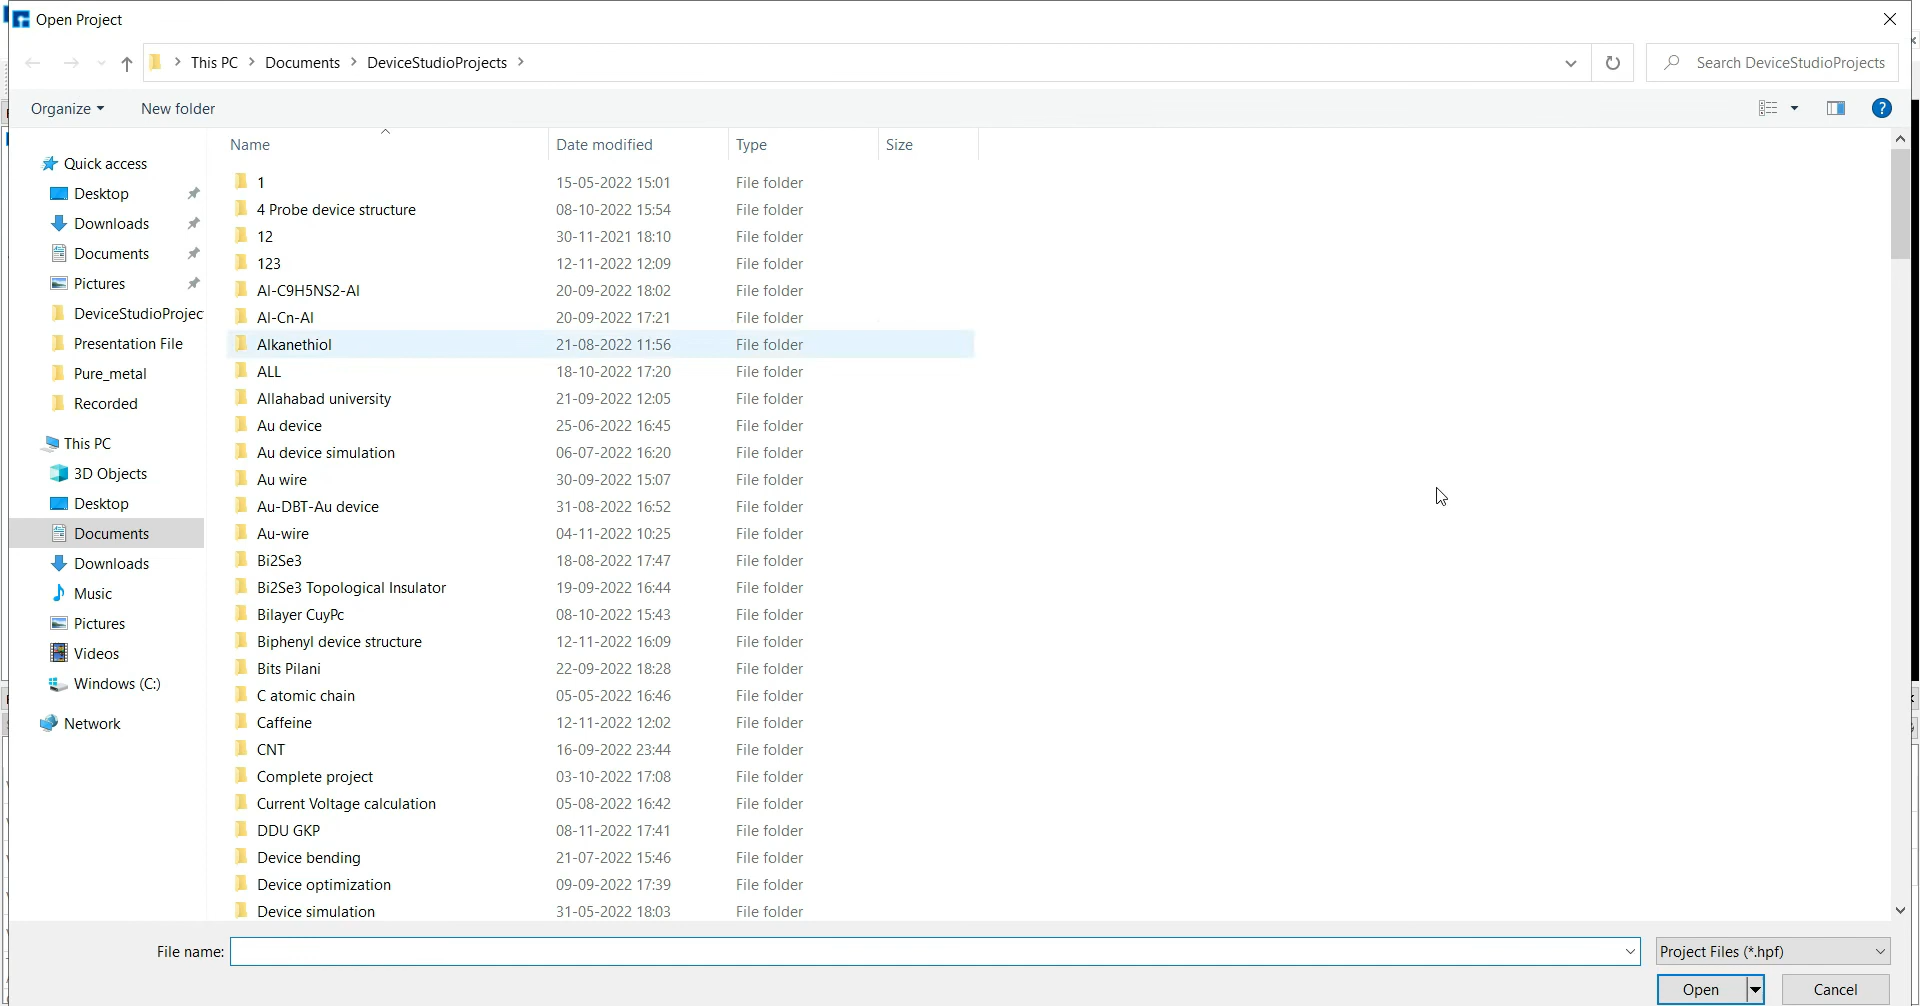 Open Project
This PC > Documents > DeviceStudioProjects >
Search DeviceStudioProjects
Organize
New folder
Name
Date modified
Type
Size
Quick access
Desktop
Downloads
Documents
Pictures
DeviceStudioProjec
Presentation File
Pure_metal
Recorded
This PC
3D Objects
Desktop
Documents
Downloads
Music
Pictures
Videos
Windows (C:)
Network
1 15-05-2022 15:01 File folder
4 Probe device structure 08-10-2022 15:54 File folder
12 30-11-2021 18:10 File folder
123 12-11-2022 12:09 File folder
Al-C9H5NS2-Al 20-09-2022 18:02 File folder
Al-Cn-Al 20-09-2022 17:21 File folder
Alkanethiol 21-08-2022 11:56 File folder
ALL 18-10-2022 17:20 File folder
Allahabad university 21-09-2022 12:05 File folder
Au device 25-06-2022 16:45 File folder
Au device simulation 06-07-2022 16:20 File folder
Au wire 30-09-2022 15:07 File folder
Au-DBT-Au device 31-08-2022 16:52 File folder
Au-wire 04-11-2022 10:25 File folder
Bi2Se3 18-08-2022 17:47 File folder
Bi2Se3 Topological Insulator 19-09-2022 16:44 File folder
Bilayer CuyPc 08-10-2022 15:43 File folder
Biphenyl device structure 12-11-2022 16:09 File folder
Bits Pilani 22-09-2022 18:28 File folder
C atomic chain 05-05-2022 16:46 File folder
Caffeine 12-11-2022 12:02 File folder
CNT 16-09-2022 23:44 File folder
Complete project 03-10-2022 17:08 File folder
Current Voltage calculation 05-08-2022 16:42 File folder
DDU GKP 08-11-2022 17:41 File folder
Device bending 21-07-2022 15:46 File folder
Device optimization 09-09-2022 17:39 File folder
Device simulation 31-05-2022 18:03 File folder
File name:
Project Files (*.hpf)
Open
Cancel